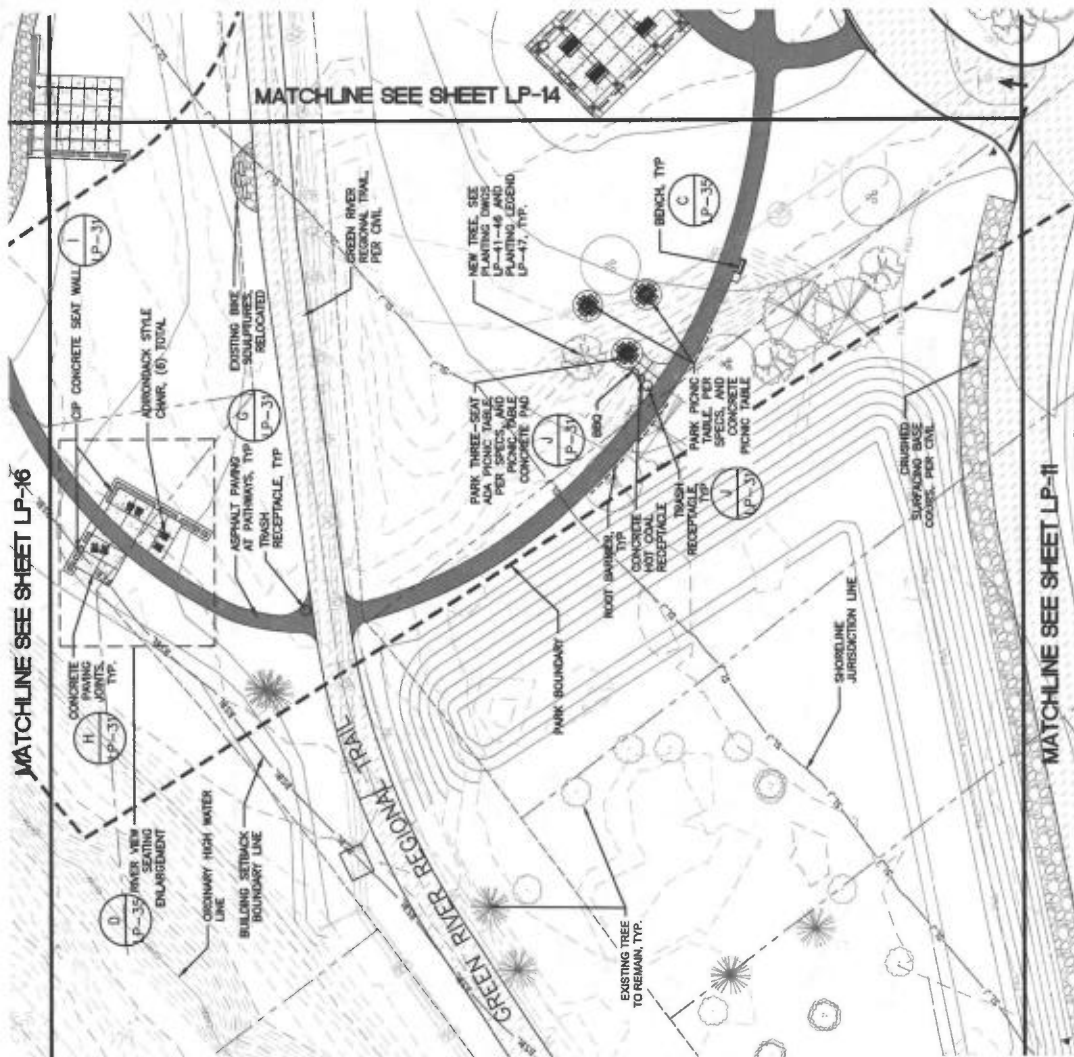 MATCHLINE SEE SHEET LP-16
MATCHLINE SEE SHEET LP-14
MATCHLINE SEE SHEET LP-11
I
LP-31
CIP CONCRETE SEAT WALL
ADIRONDACK STYLE
CHAIR, (6) TOTAL
EXISTING BIKE
SCULPTURES,
RELOCATED
G
LP-31
ASPHALT PAVING
AT PATHWAYS, TYP
TRASH
RECEPTACLE, TYP
GREEN RIVER
REGIONAL TRAIL,
PER CIVIL
CONCRETE
PAVING
JOINTS,
TYP.
H
LP-31
D
LP-35
RIVER VIEW
SEATING
ENLARGEMENT
ORDINARY HIGH WATER
LINE
BUILDING SETBACK
BOUNDARY LINE
GREEN RIVER REGIONAL TRAIL
NEW TREE, SEE
PLANTING DWGS
LP-41-46 AND
PLANTING LEGEND
LP-47, TYP.
BENCH, TYP
C
LP-35
PARK THREE-SEAT
ADA PICNIC TABLE,
PER SPECS, AND
PICNIC TABLE
CONCRETE PAD
J
LP-31
BBQ
PARK PICNIC
TABLE, PER
SPECS, AND
CONCRETE
PICNIC TABLE
J
LP-31
ROOT BARRIER,
TYP
CONCRETE
HOT COAL
RECEPTACLE
TRASH
RECEPTACLE, TYP
PARK BOUNDARY
CRUSHED
SURFACING BASE
COURS, PER CIVIL
SHORELINE
JURISDICTION LINE
EXISTING TREE
TO REMAIN, TYP.